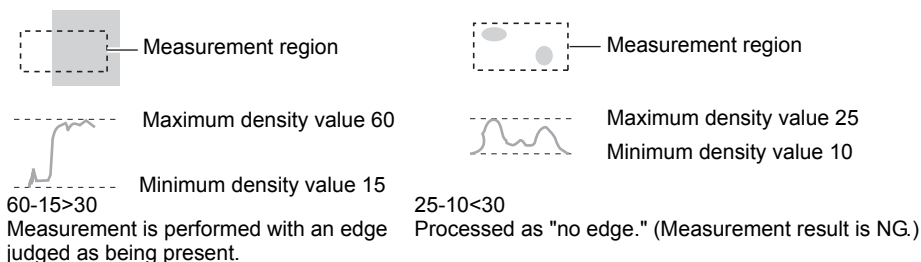 Measurement region
Maximum density value 60
Minimum density value 15
60-15>30
Measurement is performed with an edge
judged as being present.
Measurement region
Maximum density value 25
Minimum density value 10
25-10<30
Processed as "no edge." (Measurement result is NG.)